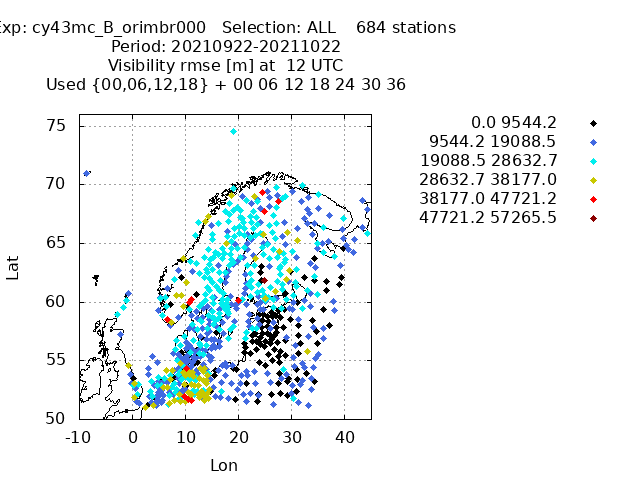 xp: cy43mc_B_orimbr000 Selection: ALL 684 stations
Period: 20210922-20211022
Visibility rmse [m] at 12 UTC
Used {00,06,12,18} + 00 06 12 18 24 30 36
0.0 9544.2
9544.2 19088.5
19088.5 28632.7
28632.7 38177.0
38177.0 47721.2
47721.2 57265.5
75
70
65
60
55
50
Lat
-10 0 10 20 30 40
Lon